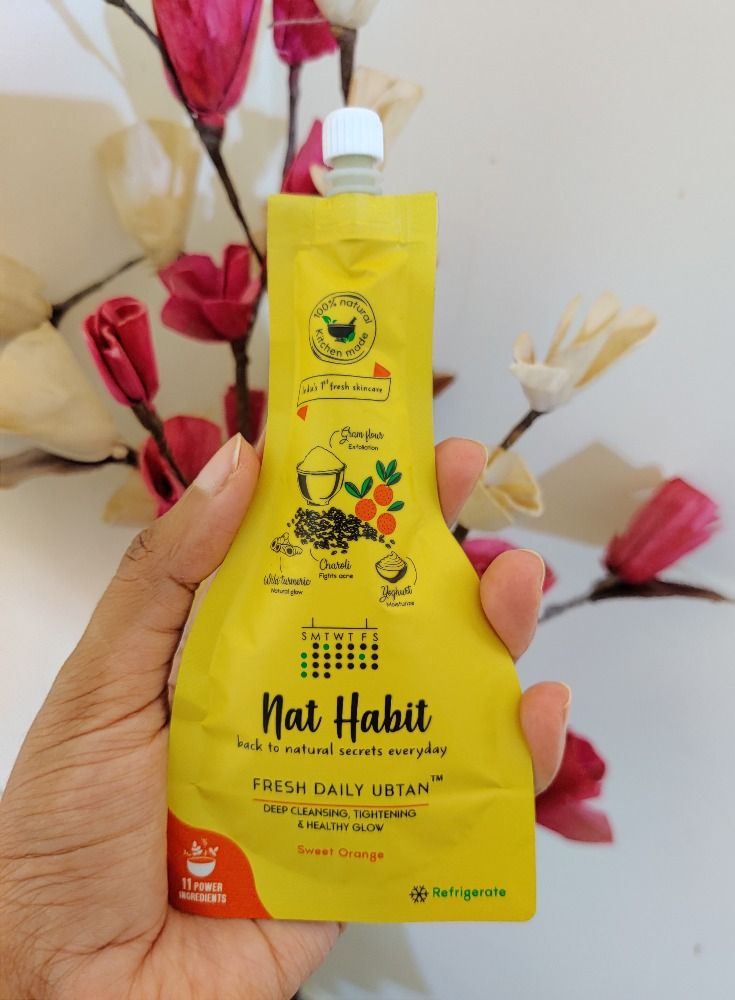 100% natural
Kitchen made
India's 1st fresh skincare
Gram flour
Exfoliation
Charoli
Fights acne
Wild turmeric
Natural glow
Yoghurt
Moisturize
S M T W T F S
Nat Habit
back to natural secrets everyday
FRESH DAILY UBTAN™
DEEP CLEANSING, TIGHTENING
& HEALTHY GLOW
Sweet Orange
11 POWER
INGREDIENTS
Refrigerate